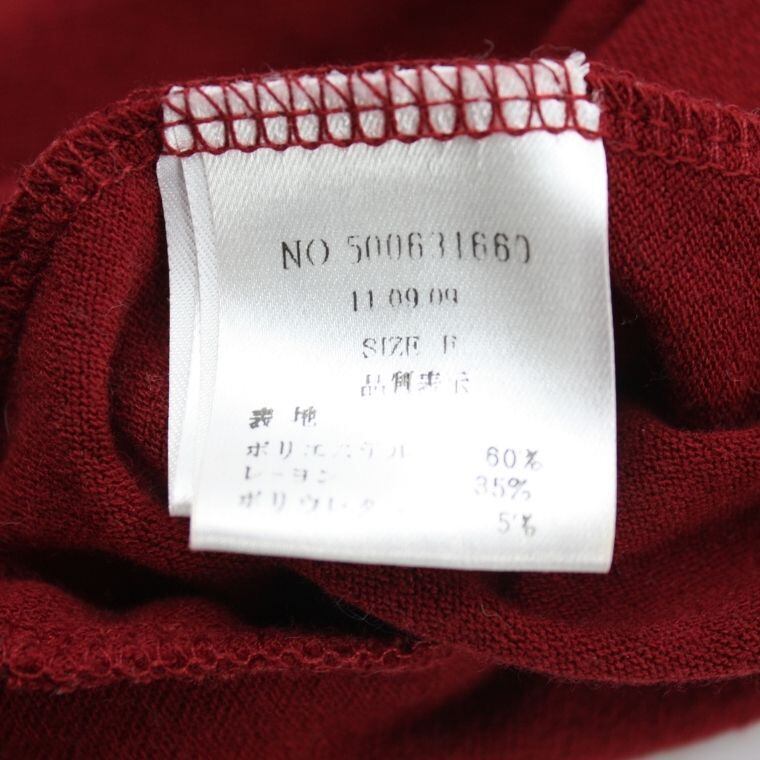 NO 500631660
11.09.09
SIZE F
品質表示
表地
ポリエステル 60%
レーヨン 35%
ポリウレタン 5%